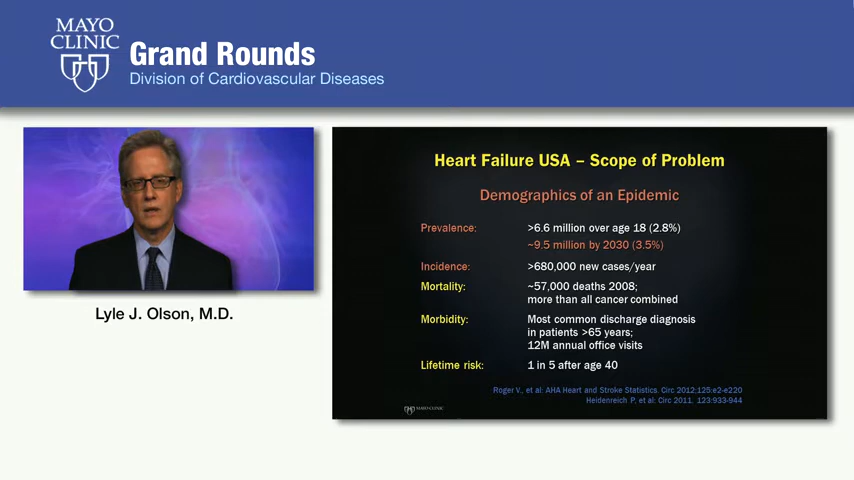 MAYO
CLINIC
Grand Rounds
Division of Cardiovascular Diseases
Lyle J. Olson, M.D.
Heart Failure USA – Scope of Problem
Demographics of an Epidemic
Prevalence: >6.6 million over age 18 (2.8%)
~9.5 million by 2030 (3.5%)
Incidence: >680,000 new cases/year
Mortality: ~57,000 deaths 2008;
more than all cancer combined
Morbidity: Most common discharge diagnosis
in patients >65 years;
12M annual office visits
Lifetime risk: 1 in 5 after age 40
Roger V., et al: AHA Heart and Stroke Statistics. Circ 2012;125:e2-e220
Heidenreich P, et al: Circ 2011. 123:933-944
MAYO CLINIC